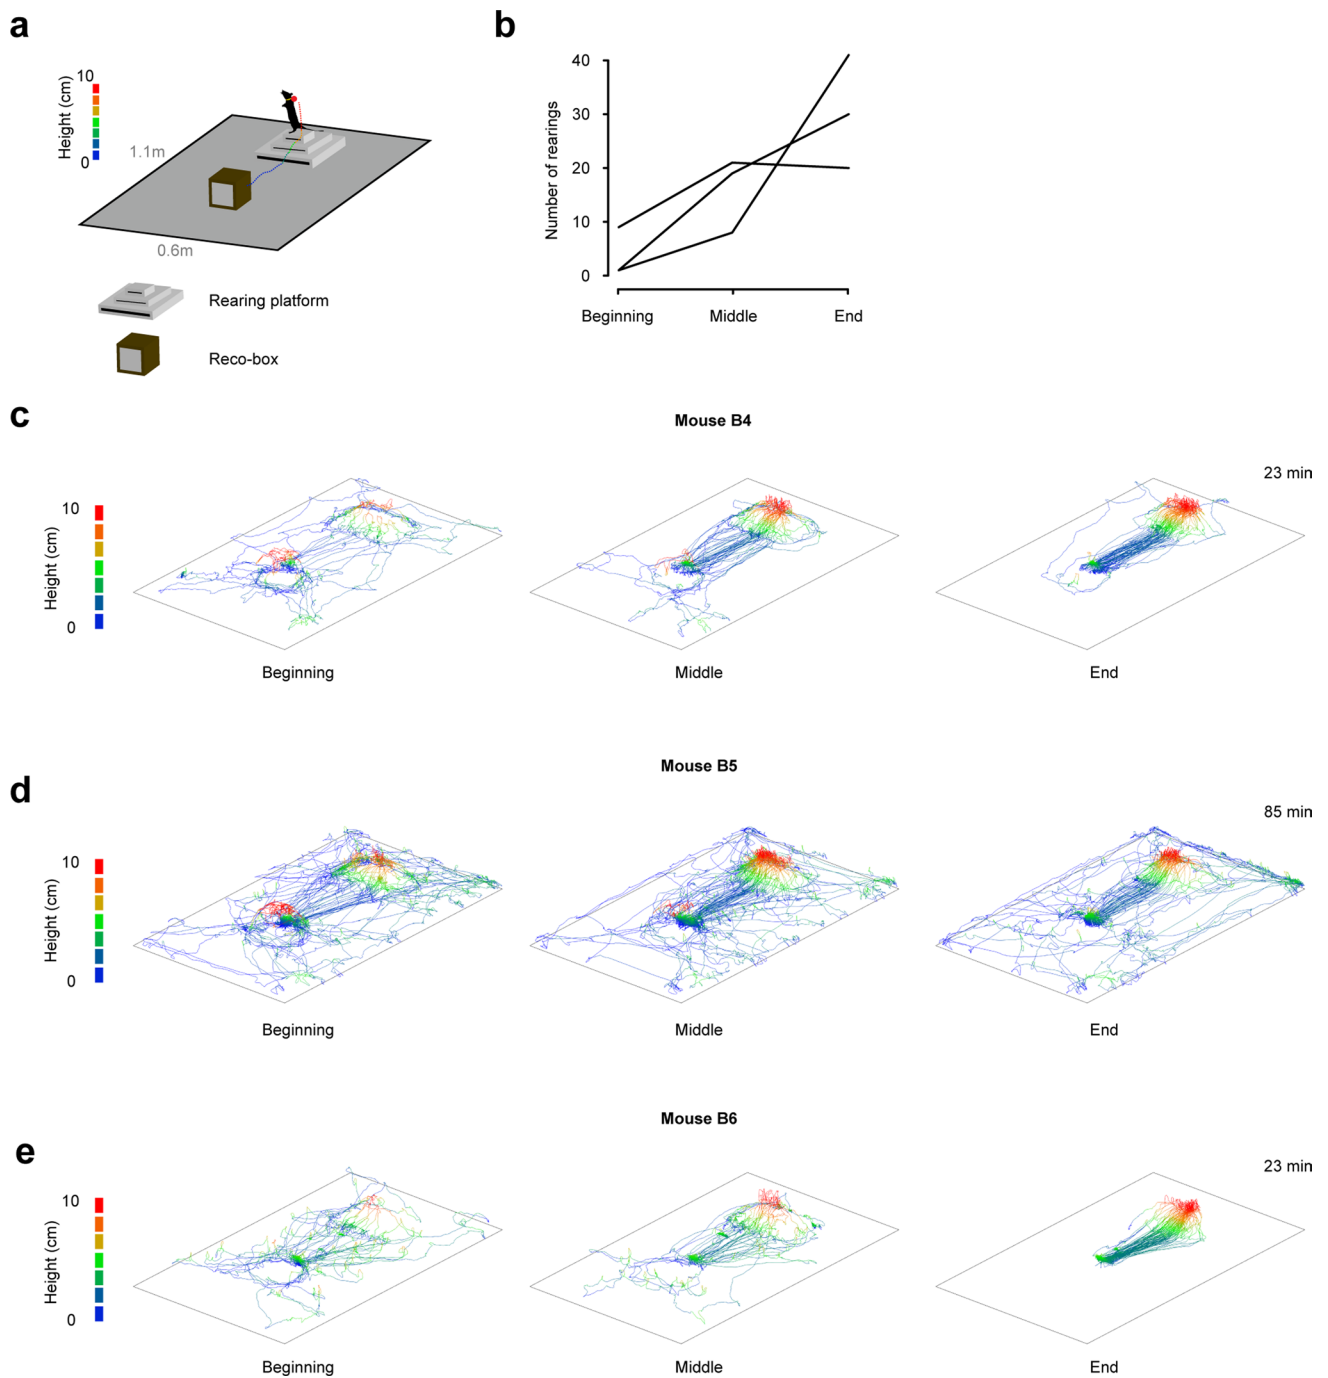 a
10
Height (cm)
0
1.1m
0.6m
Rearing platform
Reco-box
b
Number of rearings
40
30
20
10
0
Beginning Middle End
c
Mouse B4
23 min
10
Height (cm)
0
Beginning Middle End
Mouse B5
d
85 min
10
Height (cm)
0
Beginning Middle End
Mouse B6
e
23 min
10
Height (cm)
0
Beginning Middle End